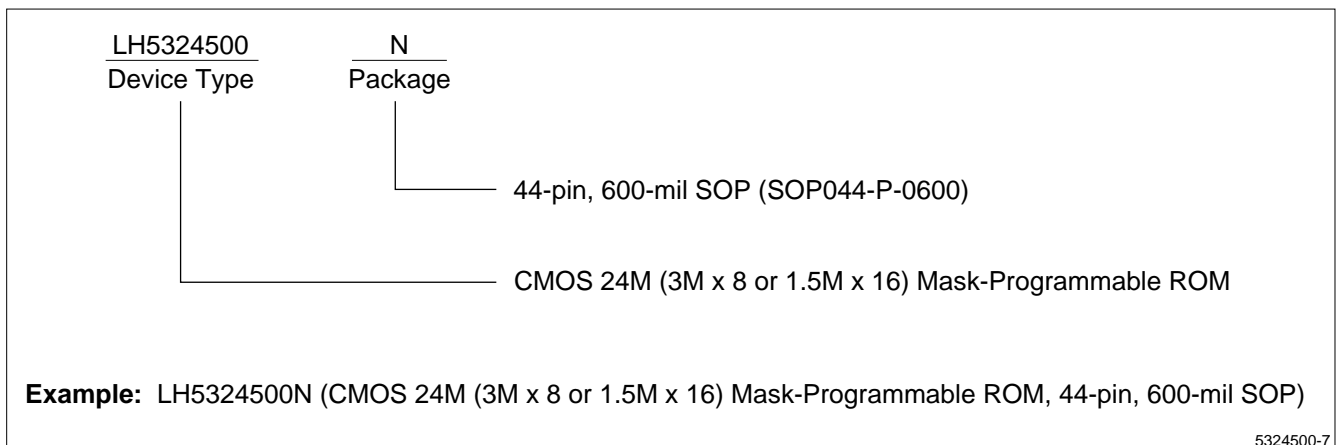 LH5324500 N
Device Type Package
44-pin, 600-mil SOP (SOP044-P-0600)
CMOS 24M (3M x 8 or 1.5M x 16) Mask-Programmable ROM
Example: LH5324500N (CMOS 24M (3M x 8 or 1.5M x 16) Mask-Programmable ROM, 44-pin, 600-mil SOP)
5324500-7